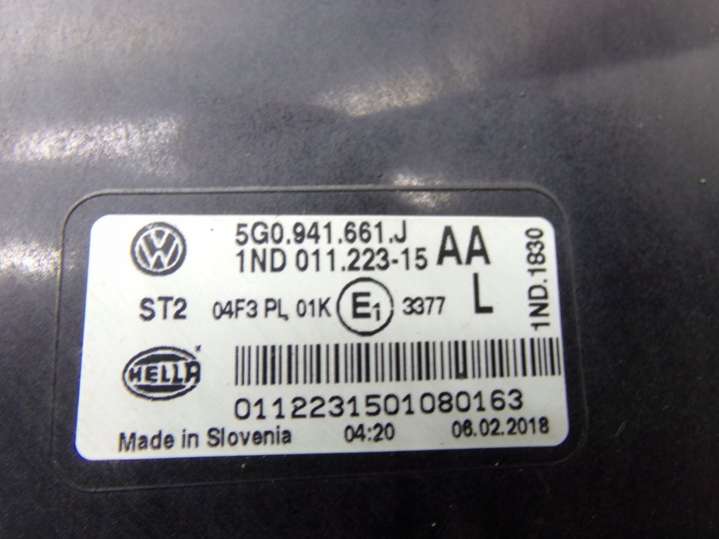 5G0.941.661.J AA
1ND 011.223-15
ST2 04F3 PL, 01K E1 3377 L
1ND.1830
HELLA
0112231501080163
Made in Slovenia 04:20 06.02.2018